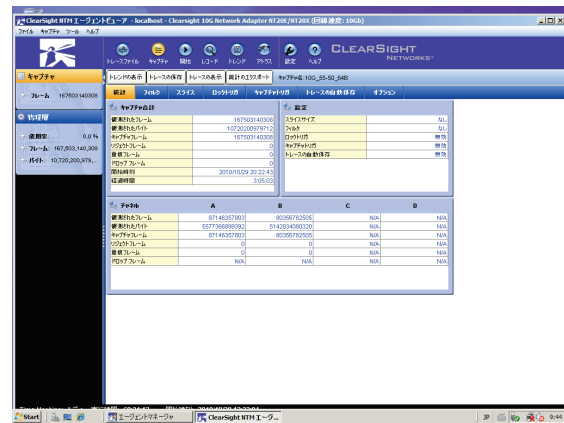 ClearSight NTM エージェントビューア - localhost - Clearsight 10G Network Adapter NT20E/NT20X (回線速度: 10Gb)
ファイル キャプチャ ツール ヘルプ
トレースファイル キャプチャ 開始 レコード トレンド アドレス 設定 ヘルプ
CLEARSIGHT NETWORKS
キャプチャ
トレンドの表示 トレースの保存 トレースの表示 統計のエクスポート キャプチャ名: 10G_55-50_64B
フレーム 167503140308
統計 フィルタ スライス ロゥトリガ キャプチャトリガ トレースの自動保存 オプション
物理層
使用率: 0.0 %
フレーム: 167,503,140,308
バイト: 10,720,200,979,...
キャプチャ合計
観測されたフレーム 167503140308
観測されたバイト 10720200979712
キャプチャフレーム 167503140308
リジェクトフレーム 0
重複フレーム 0
ドロップ フレーム 0
開始時刻 2010/10/29 20:22:43
経過時間 3:05:03
設定
スライスサイズ なし
フィルタ なし
ログトリガ 無効
キャプチャトリガ 無効
トレースの自動保存 無効
チャネル A B C D
観測されたフレーム 87146357803 80356782505 N/A N/A
観測されたバイト 5577366899392 5142834080320 N/A N/A
キャプチャフレーム 87146357803 80356782505 N/A N/A
リジェクトフレーム 0 0 N/A N/A
重複フレーム 0 0 N/A N/A
ドロップ フレーム N/A N/A N/A N/A
Start
エージェントマネージャ
ClearSight NTM エージ...
JP
9:44